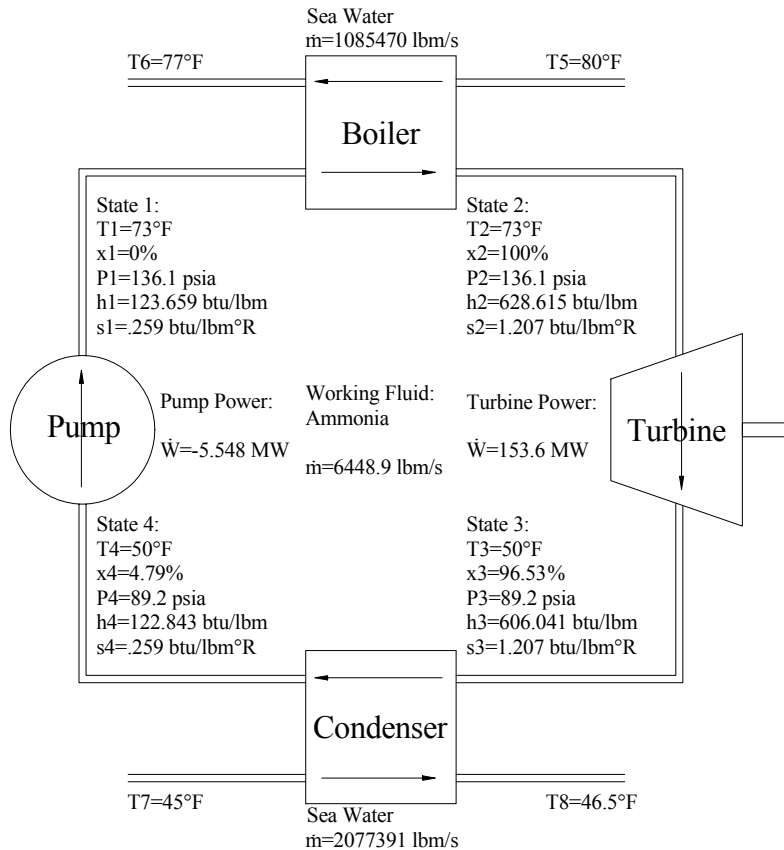 Sea Water
ṁ=1085470 lbm/s
T6=77°F
T5=80°F
Boiler
State 1:
T1=73°F
x1=0%
P1=136.1 psia
h1=123.659 btu/lbm
s1=.259 btu/lbm°R
State 2:
T2=73°F
x2=100%
P2=136.1 psia
h2=628.615 btu/lbm
s2=1.207 btu/lbm°R
Pump
Pump Power:
Ẇ=-5.548 MW
Working Fluid:
Ammonia
ṁ=6448.9 lbm/s
Turbine Power:
Ẇ=153.6 MW
Turbine
State 4:
T4=50°F
x4=4.79%
P4=89.2 psia
h4=122.843 btu/lbm
s4=.259 btu/lbm°R
State 3:
T3=50°F
x3=96.53%
P3=89.2 psia
h3=606.041 btu/lbm
s3=1.207 btu/lbm°R
Condenser
T7=45°F
T8=46.5°F
Sea Water
ṁ=2077391 lbm/s